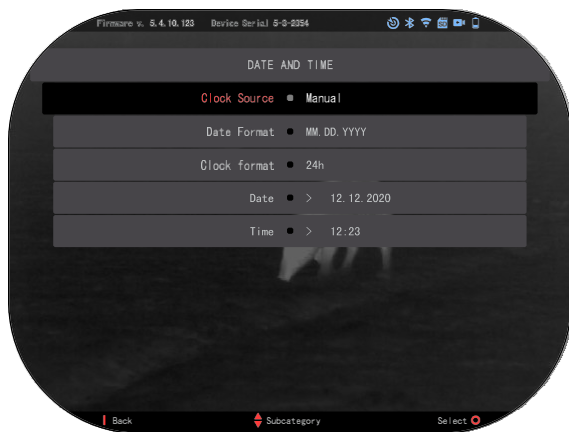 Firmware v. 5.4.10.123 Device Serial 5-3-2354
DATE AND TIME
Clock Source Manual
Date Format MM.DD.YYYY
Clock format 24h
Date > 12.12.2020
Time > 12:23
Back Subcategory Select